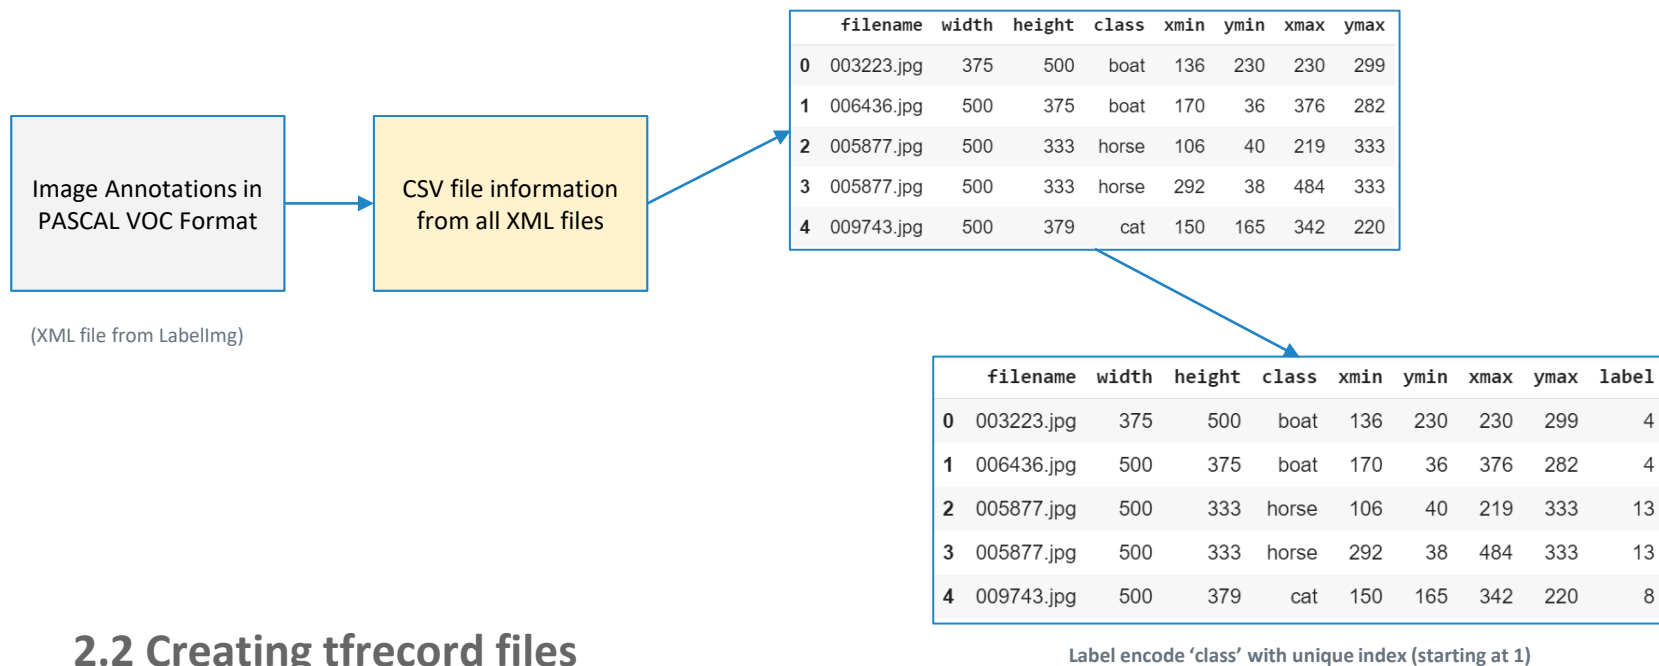 filename width height class xmin ymin xmax ymax
0 003223.jpg 375 500 boat 136 230 230 299
1 006436.jpg 500 375 boat 170 36 376 282
2 005877.jpg 500 333 horse 106 40 219 333
3 005877.jpg 500 333 horse 292 38 484 333
4 009743.jpg 500 379 cat 150 165 342 220
Image Annotations in
PASCAL VOC Format
CSV file information
from all XML files
(XML file from LabelImg)
filename width height class xmin ymin xmax ymax label
0 003223.jpg 375 500 boat 136 230 230 299 4
1 006436.jpg 500 375 boat 170 36 376 282 4
2 005877.jpg 500 333 horse 106 40 219 333 13
3 005877.jpg 500 333 horse 292 38 484 333 13
4 009743.jpg 500 379 cat 150 165 342 220 8
2.2 Creating tfrecord files
Label encode ‘class’ with unique index (starting at 1)